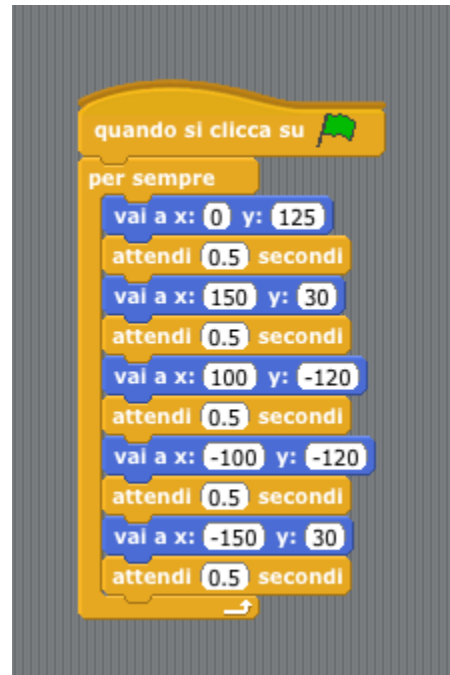 quando si clicca su
per sempre
vai a x: 0 y: 125
attendi 0.5 secondi
vai a x: 150 y: 30
attendi 0.5 secondi
vai a x: 100 y: -120
attendi 0.5 secondi
vai a x: -100 y: -120
attendi 0.5 secondi
vai a x: -150 y: 30
attendi 0.5 secondi